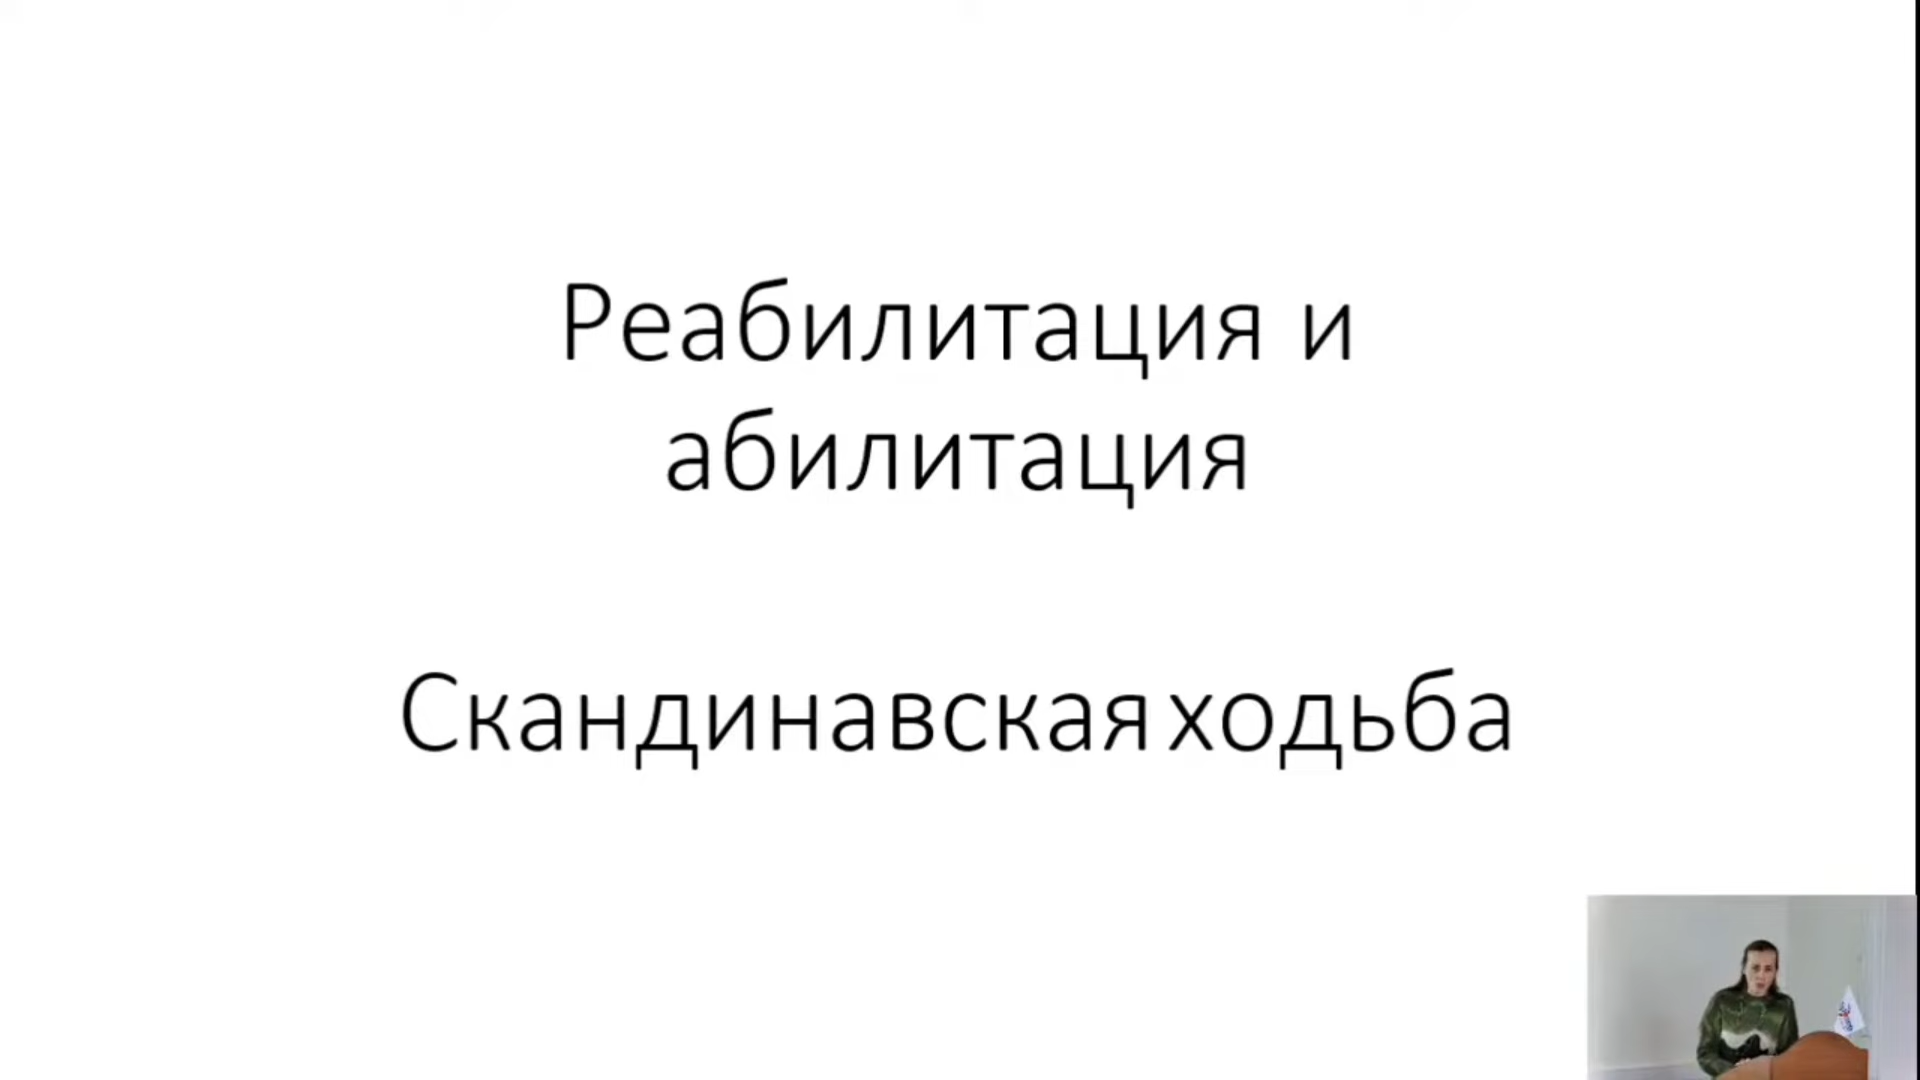 Реабилитация и
абилитация
Скандинавская ходьба